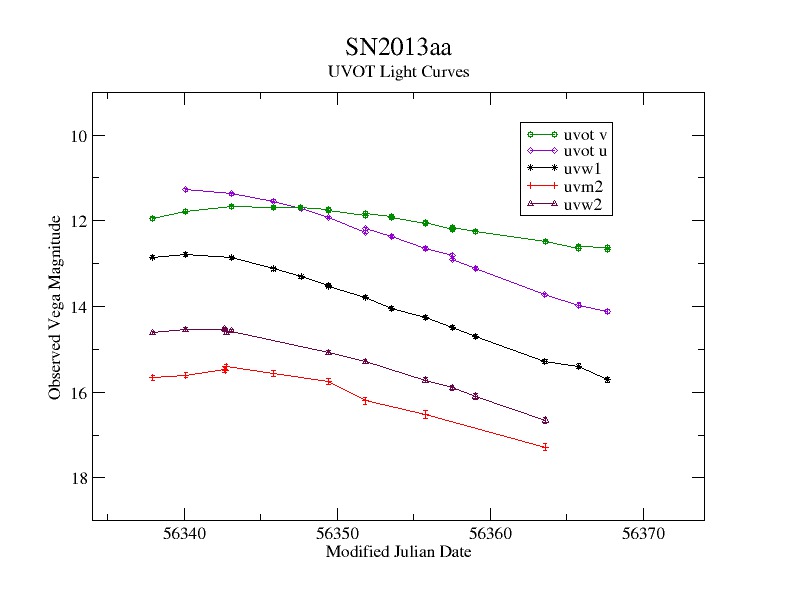 SN2013aa
UVOT Light Curves
uvot v
uvot u
uvw1
uvm2
uvw2
Observed Vega Magnitude
10
12
14
16
18
56340 56350 56360 56370
Modified Julian Date